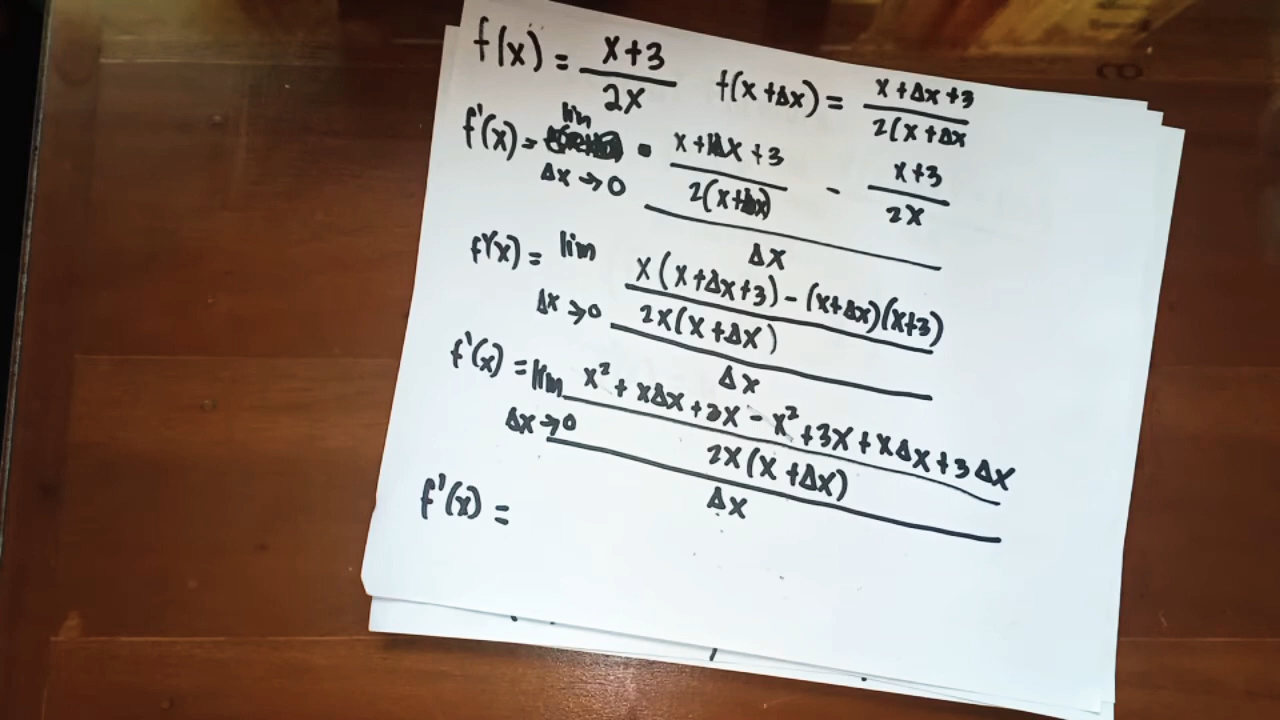 f(x) = (x+3)/(2x)   f(x+Δx) = (x+Δx+3)/(2(x+Δx
f'(x) = lim Δx→0 ((x+Δx+3)/(2(x+Δx)) - (x+3)/(2x))/Δx
f'(x) = lim Δx→0 ((x(x+Δx+3) - (x+Δx)(x+3))/(2x(x+Δx)))/Δx
f'(x) = lim Δx→0 ((x² + xΔx + 3x - x² + 3x + xΔx + 3Δx)/(2x(x+Δx)))/Δx
f'(x) =